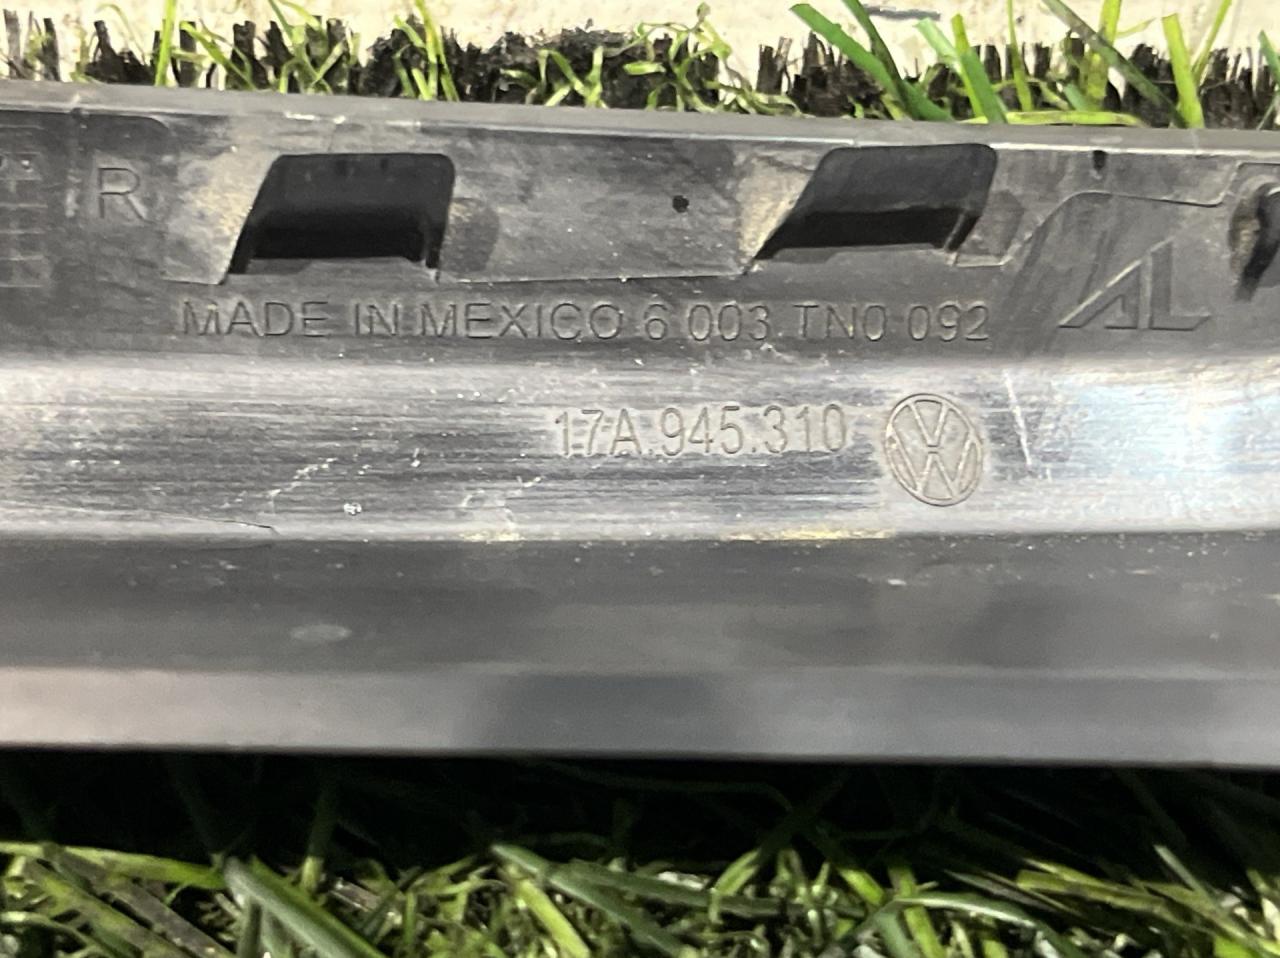 R
MADE IN MEXICO 6 003 TN0 092
AL
17A.945.310